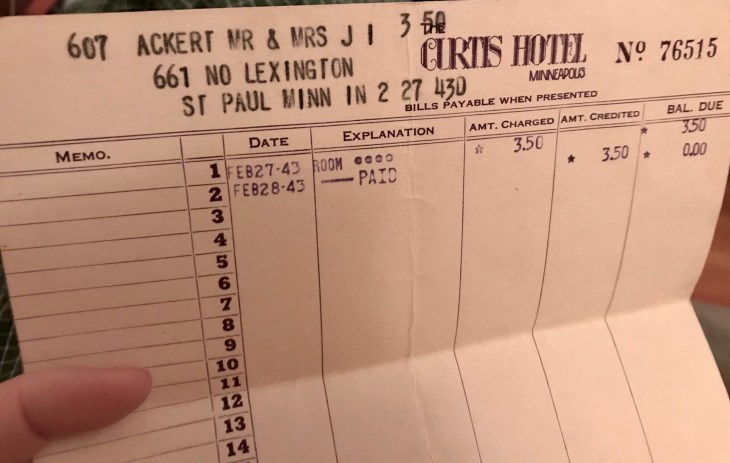 607 ACKERT MR & MRS J I 3 50
661 NO LEXINGTON
ST PAUL MINN IN 2 27 43D
THE
CURTIS HOTEL
MINNEAPOLIS
Nº 76515
BILLS PAYABLE WHEN PRESENTED
MEMO. DATE EXPLANATION AMT. CHARGED AMT. CREDITED BAL. DUE
1 FEB27-43 ROOM ☆ 3.50 * 3.50
2 FEB28-43 — PAID * 3.50 * 0.00
3
4
5
6
7
8
9
10
11
12
13
14